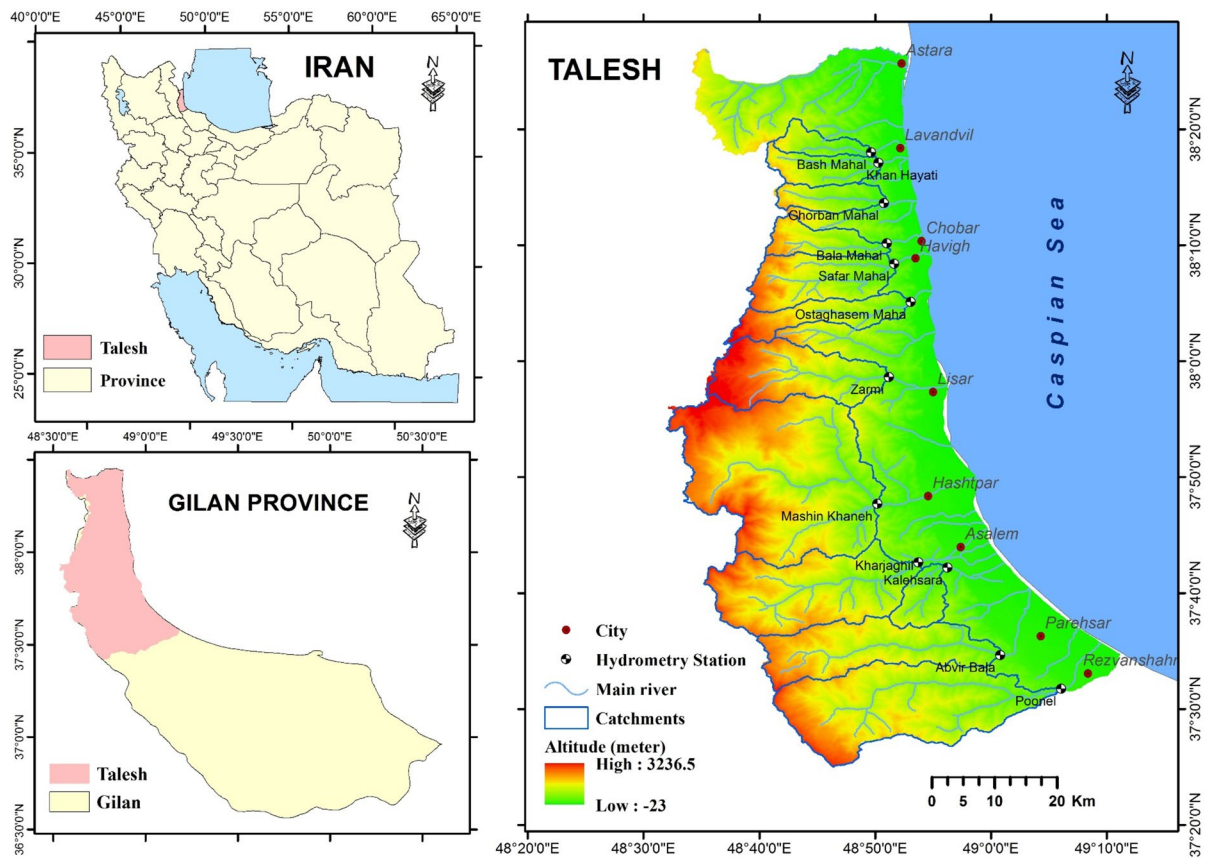 40°0'0"E 45°0'0"E 50°0'0"E 55°0'0"E 60°0'0"E 65°0'0"E
IRAN
N
35°0'0"N
30°0'0"N
25°0'0"N
Talesh
Province
48°30'0"E 49°0'0"E 49°30'0"E 50°0'0"E 50°30'0"E
GILAN PROVINCE
N
38°0'0"N
37°30'0"N
37°0'0"N
36°30'0"N
Talesh
Gilan
TALESH
N
Astara
Lavandvil
Bash Mahal
Khan Hayati
Ghorban Mahal
Chobar
Havigh
Bala Mahal
Safar Mahal
Ostaghasem Maha
Zarmi
Lisar
Caspian Sea
Hashtpar
Mashin Khaneh
Asalem
Kharjaghil
Kalehsara
Parehsar
Rezvanshahr
Abvir Bala
Poonel
City
Hydrometry Station
Main river
Catchments
Altitude (meter)
High : 3236.5
Low : -23
0 5 10 20 Km
38°20'0"N
38°10'0"N
38°0'0"N
37°50'0"N
37°40'0"N
37°30'0"N
37°20'0"N
48°20'0"E 48°30'0"E 48°40'0"E 48°50'0"E 49°0'0"E 49°10'0"E